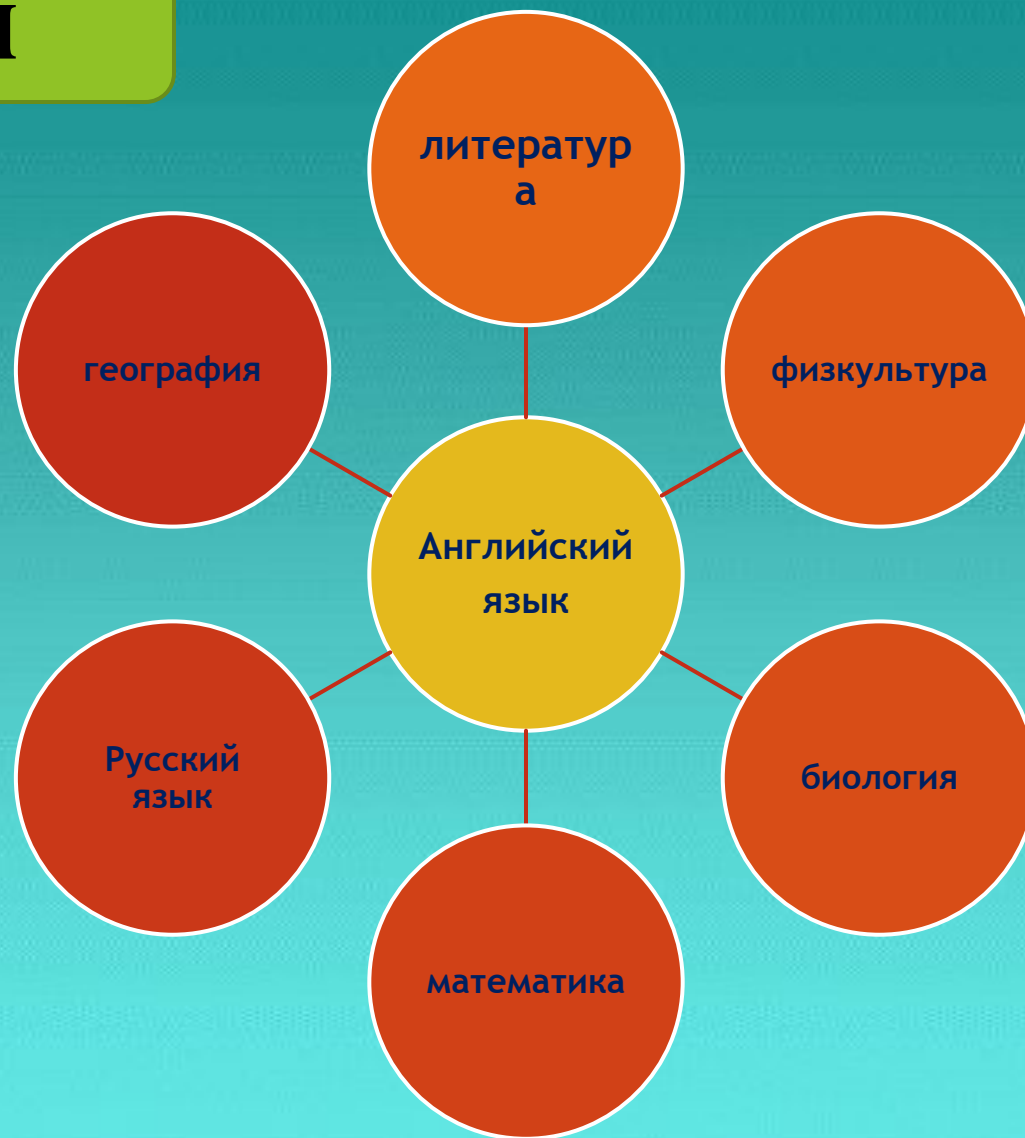 литератур
а
география
физкультура
Английский
язык
Русский
язык
биология
математика